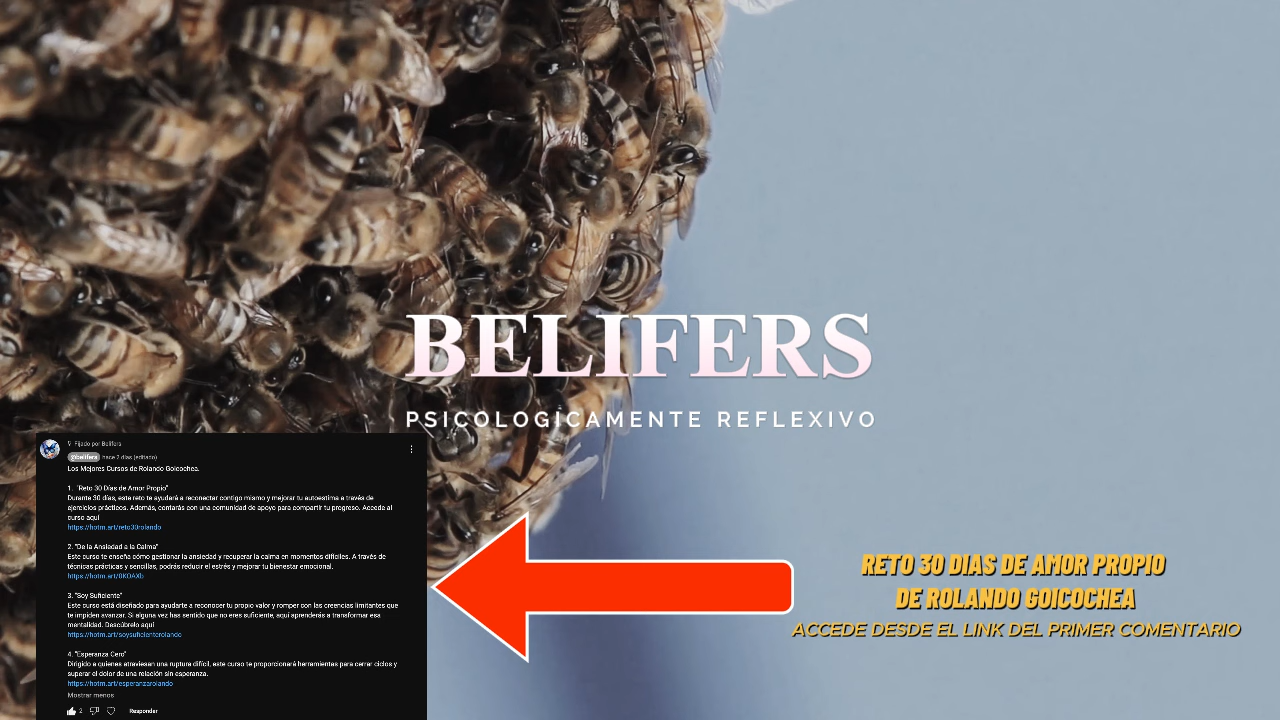 BELIFERS
PSICOLOGICAMENTE REFLEXIVO
Fijado por Belifers
@belifers hace 2 días (editado)
Los Mejores Cursos de Rolando Goicochea.
1. "Reto 30 Días de Amor Propio"
Durante 30 días, este reto te ayudará a reconectar contigo mismo y mejorar tu autoestima a través de
ejercicios prácticos. Además, contarás con una comunidad de apoyo para compartir tu progreso. Accede al
curso aquí
https://hotm.art/reto30rolando
2. "De la Ansiedad a la Calma"
Este curso te enseña cómo gestionar la ansiedad y recuperar la calma en momentos difíciles. A través de
técnicas prácticas y sencillas, podrás reducir el estrés y mejorar tu bienestar emocional.
https://hotm.art/0KOAXb
3. "Soy Suficiente"
Este curso está diseñado para ayudarte a reconocer tu propio valor y romper con las creencias limitantes que
te impiden avanzar. Si alguna vez has sentido que no eres suficiente, aquí aprenderás a transformar esa
mentalidad. Descúbrelo aquí
https://hotm.art/soysuficienterolando
4. "Esperanza Cero"
Dirigido a quienes atraviesan una ruptura difícil, este curso te proporcionará herramientas para cerrar ciclos y
superar el dolor de una relación sin esperanza.
https://hotm.art/esperanzarolando
Mostrar menos
2 Responder
RETO 30 DIAS DE AMOR PROPIO
DE ROLANDO GOICOCHEA
ACCEDE DESDE EL LINK DEL PRIMER COMENTARIO